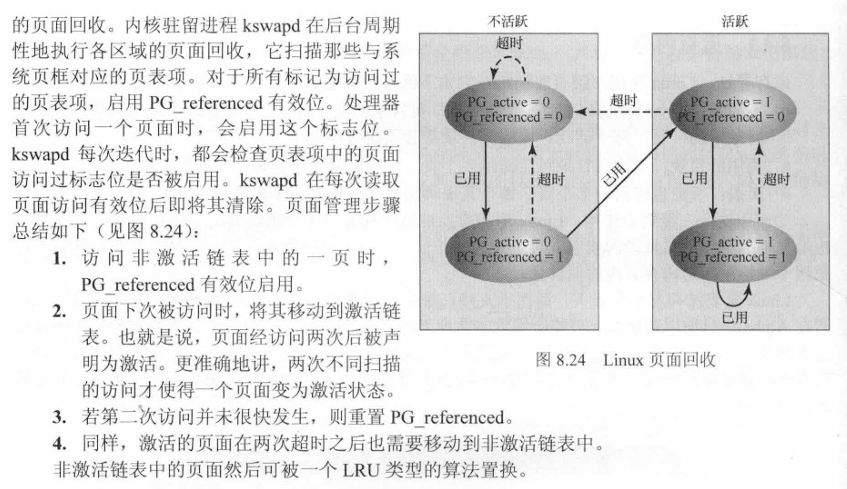 的页面回收。内核驻留进程 kswapd 在后台周期
性地执行各区域的页面回收，它扫描那些与系
统页框对应的页表项。对于所有标记为访问过
的页表项，启用 PG_referenced 有效位。处理器
首次访问一个页面时，会启用这个标志位。
kswapd 每次迭代时，都会检查页表项中的页面
访问过标志位是否被启用。kswapd 在每次读取
页面访问有效位后即将其清除。页面管理步骤
总结如下（见图 8.24）：
1. 访问非激活链表中的一页时，
PG_referenced 有效位启用。
2. 页面下次被访问时，将其移动到激活链
表。也就是说，页面经访问两次后被声
明为激活。更准确地讲，两次不同扫描
的访问才使得一个页面变为激活状态。
不活跃
活跃
超时
PG_active = 0
PG_referenced = 0
超时
PG_active = 1
PG_referenced = 0
已用
超时
已用
已用
超时
PG_active = 0
PG_referenced = 1
PG_active = 1
PG_referenced = 1
已用
图 8.24 Linux 页面回收
3. 若第二次访问并未很快发生，则重置 PG_referenced。
4. 同样，激活的页面在两次超时之后也需要移动到非激活链表中。
非激活链表中的页面然后可被一个 LRU 类型的算法置换。